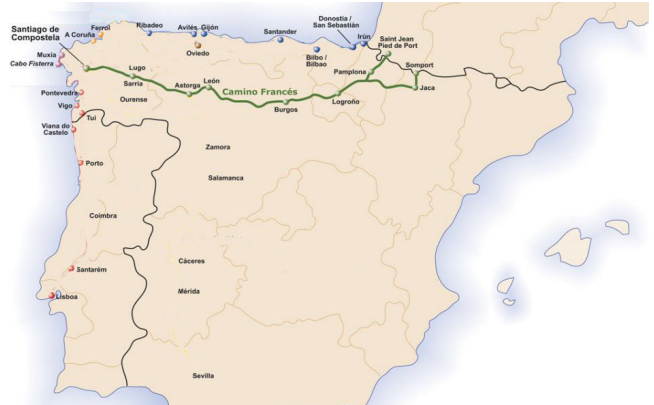 Santiago de
Compostela
A Coruña
Ferrol
Ribadeo
Avilés
Gijón
Oviedo
Santander
Donostia /
San Sebastián
Irún
Bilbo /
Bilbao
Saint Jean
Pied de Port
Pamplona
Somport
Jaca
Muxia
Cabo Fisterra
Lugo
Sarria
Ourense
Astorga
León
Camino Francés
Burgos
Logroño
Pontevedra
Vigo
Tui
Viana do
Castelo
Zamora
Porto
Salamanca
Coimbra
Cáceres
Santarém
Mérida
Lisboa
Sevilla